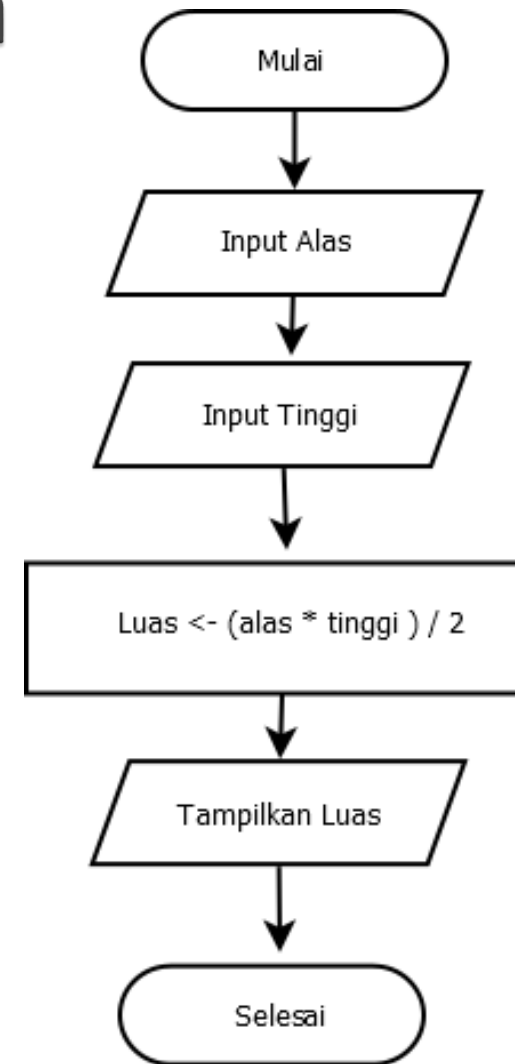 Mulai
Input Alas
Input Tinggi
Luas <- (alas * tinggi ) / 2
Tampilkan Luas
Selesai